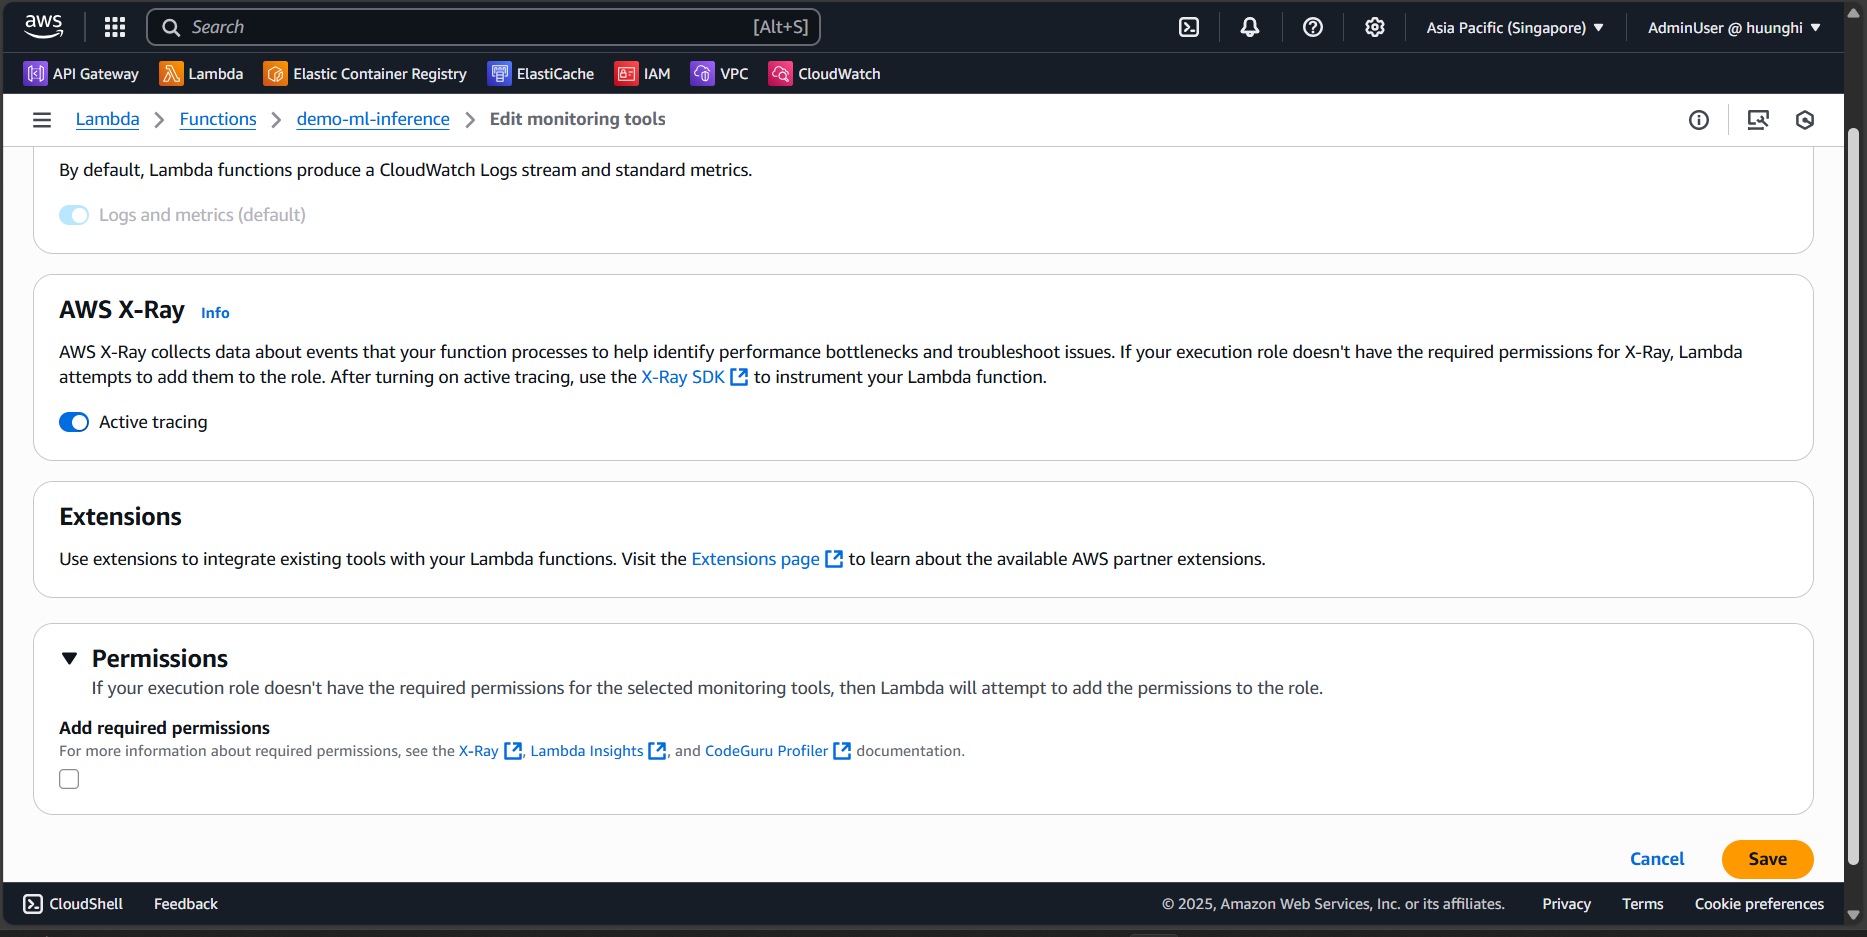 aws
Search [Alt+S]
Asia Pacific (Singapore) ▼
AdminUser @ huunghi ▼
API Gateway Lambda Elastic Container Registry ElastiCache IAM VPC CloudWatch
Lambda > Functions > demo-ml-inference > Edit monitoring tools
By default, Lambda functions produce a CloudWatch Logs stream and standard metrics.
Logs and metrics (default)
AWS X-Ray Info
AWS X-Ray collects data about events that your function processes to help identify performance bottlenecks and troubleshoot issues. If your execution role doesn't have the required permissions for X-Ray, Lambda
attempts to add them to the role. After turning on active tracing, use the X-Ray SDK to instrument your Lambda function.
Active tracing
Extensions
Use extensions to integrate existing tools with your Lambda functions. Visit the Extensions page to learn about the available AWS partner extensions.
Permissions
If your execution role doesn't have the required permissions for the selected monitoring tools, then Lambda will attempt to add the permissions to the role.
Add required permissions
For more information about required permissions, see the X-Ray, Lambda Insights, and CodeGuru Profiler documentation.
Cancel Save
CloudShell Feedback © 2025, Amazon Web Services, Inc. or its affiliates. Privacy Terms Cookie preferences